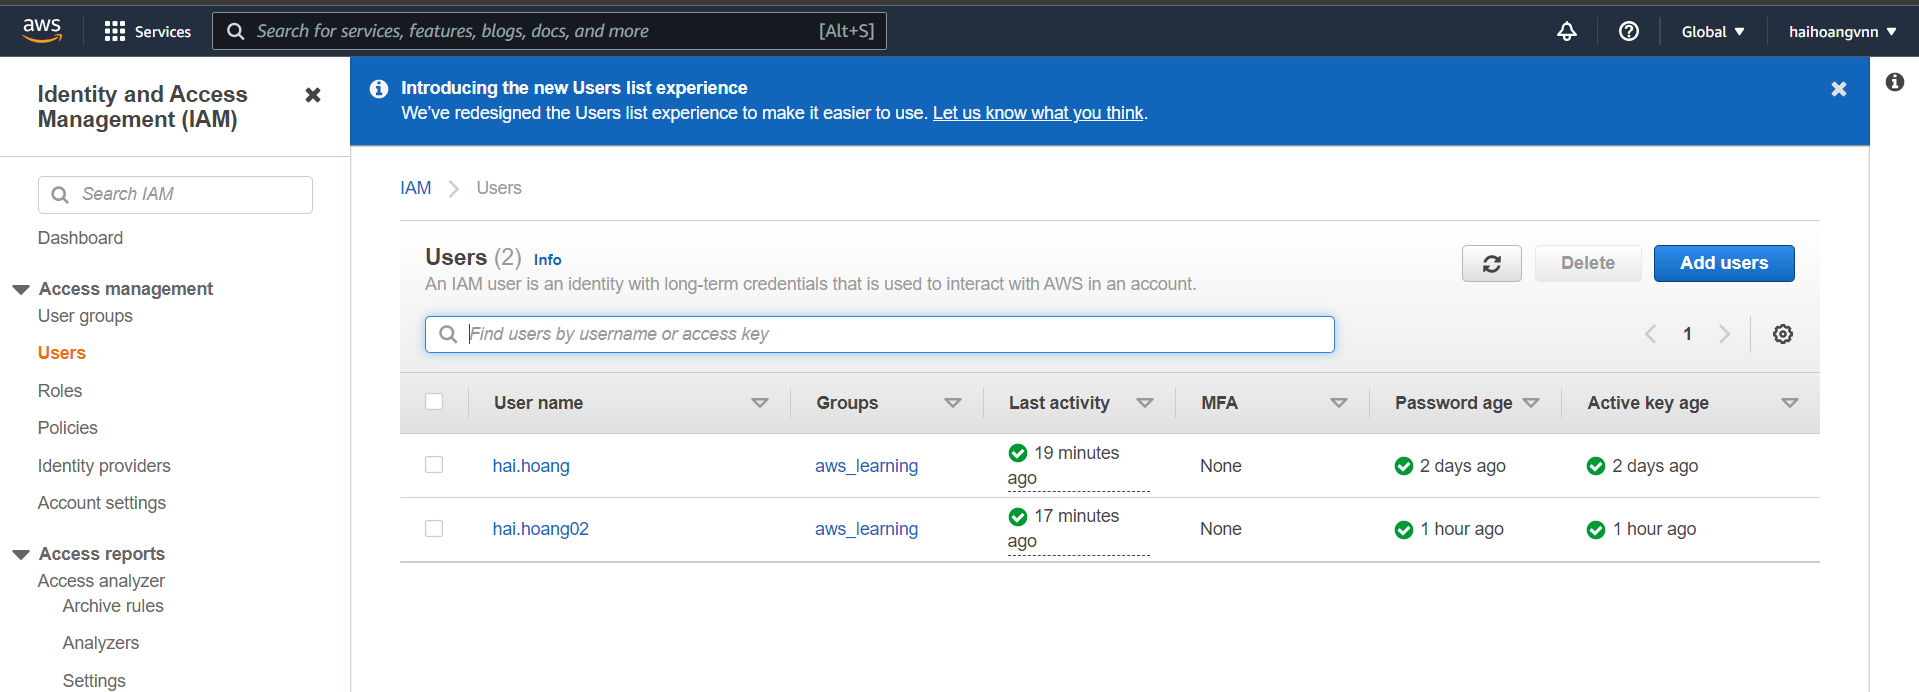 aws
Services
Search for services, features, blogs, docs, and more
[Alt+S]
Global
haihoangvnn
Identity and Access
Management (IAM)
Search IAM
Dashboard
Access management
User groups
Users
Roles
Policies
Identity providers
Account settings
Access reports
Access analyzer
Archive rules
Analyzers
Settings
Introducing the new Users list experience
We've redesigned the Users list experience to make it easier to use. Let us know what you think.
IAM
Users
Users (2) Info
An IAM user is an identity with long-term credentials that is used to interact with AWS in an account.
Delete
Add users
Find users by username or access key
1
User name Groups Last activity MFA Password age Active key age
hai.hoang aws_learning 19 minutes
ago
None 2 days ago 2 days ago
hai.hoang02 aws_learning 17 minutes
ago
None 1 hour ago 1 hour ago